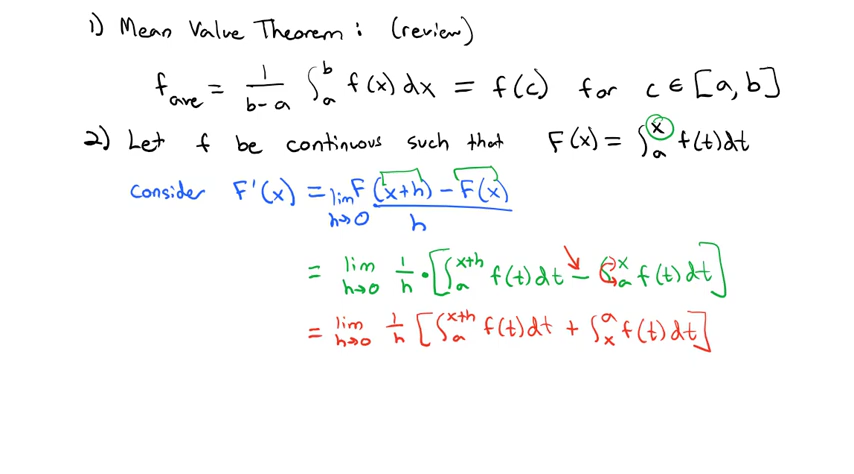 1) Mean Value Theorem: (review)
f_ave = 1/(b-a) ∫_a^b f(x) dx = f(c) for c ∈ [a, b]
2) Let f be continuous such that F(x) = ∫_a^x f(t)dt
consider F'(x) = lim_{h→0} (F(x+h) - F(x))/h
= lim_{h→0} 1/h · [∫_a^{x+h} f(t)dt - ∫_a^x f(t)dt]
= lim_{h→0} 1/h [∫_a^{x+h} f(t)dt + ∫_x^a f(t)dt]